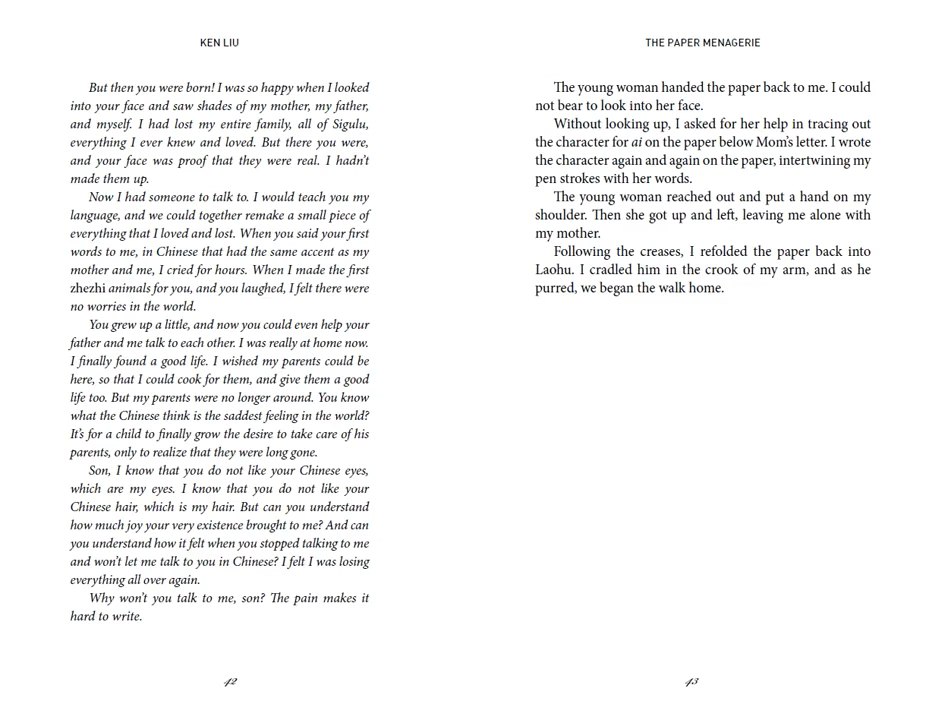 KEN LIU
But then you were born! I was so happy when I looked
into your face and saw shades of my mother, my father,
and myself. I had lost my entire family, all of Sigulu,
everything I ever knew and loved. But there you were,
and your face was proof that they were real. I hadn't
made them up.
Now I had someone to talk to. I would teach you my
language, and we could together remake a small piece of
everything that I loved and lost. When you said your first
words to me, in Chinese that had the same accent as my
mother and me, I cried for hours. When I made the first
zhezhi animals for you, and you laughed, I felt there were
no worries in the world.
You grew up a little, and now you could even help your
father and me talk to each other. I was really at home now.
I finally found a good life. I wished my parents could be
here, so that I could cook for them, and give them a good
life too. But my parents were no longer around. You know
what the Chinese think is the saddest feeling in the world?
It's for a child to finally grow the desire to take care of his
parents, only to realize that they were long gone.
Son, I know that you do not like your Chinese eyes,
which are my eyes. I know that you do not like your
Chinese hair, which is my hair. But can you understand
how much joy your very existence brought to me? And can
you understand how it felt when you stopped talking to me
and won't let me talk to you in Chinese? I felt I was losing
everything all over again.
Why won't you talk to me, son? The pain makes it
hard to write.
42
THE PAPER MENAGERIE
The young woman handed the paper back to me. I could
not bear to look into her face.
Without looking up, I asked for her help in tracing out
the character for ai on the paper below Mom's letter. I wrote
the character again and again on the paper, intertwining my
pen strokes with her words.
The young woman reached out and put a hand on my
shoulder. Then she got up and left, leaving me alone with
my mother.
Following the creases, I refolded the paper back into
Laohu. I cradled him in the crook of my arm, and as he
purred, we began the walk home.
43